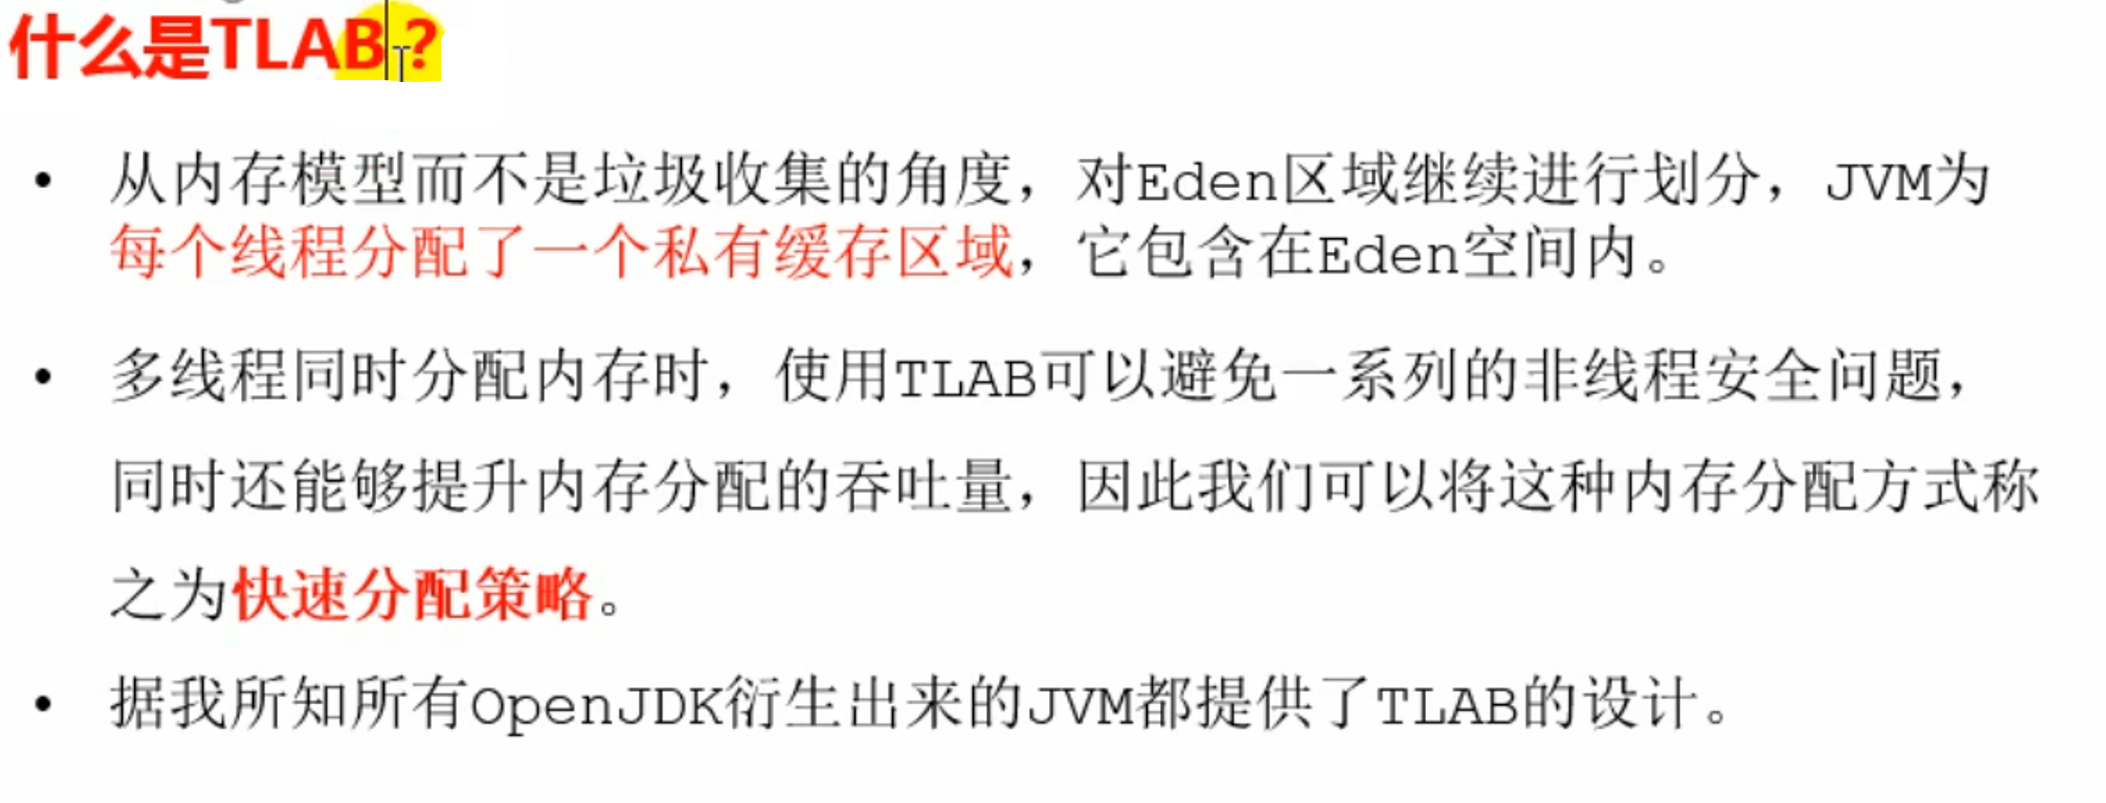 什么是TLAB?
• 从内存模型而不是垃圾收集的角度，对Eden区域继续进行划分，JVM为
每个线程分配了一个私有缓存区域，它包含在Eden空间内。
• 多线程同时分配内存时，使用TLAB可以避免一系列的非线程安全问题，
同时还能够提升内存分配的吞吐量，因此我们可以将这种内存分配方式称
之为快速分配策略。
• 据我所知所有OpenJDK衍生出来的JVM都提供了TLAB的设计。